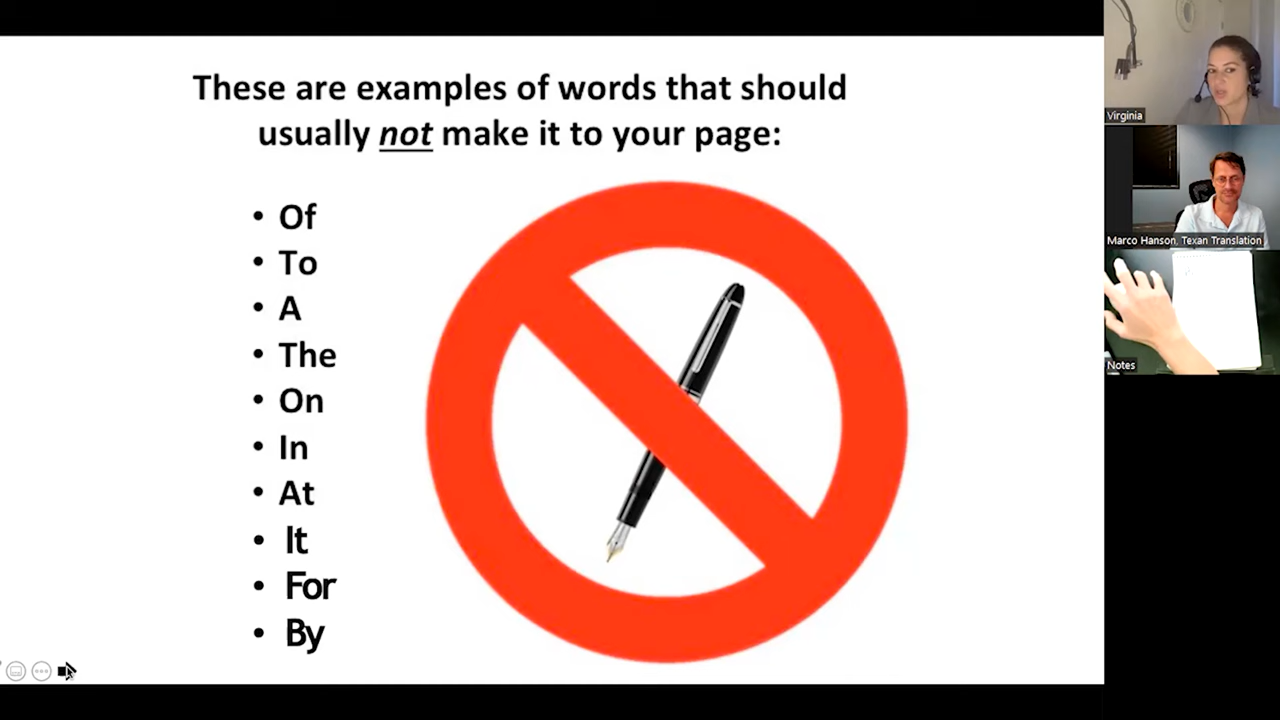 These are examples of words that should
usually not make it to your page:
• Of
• To
• A
• The
• On
• In
• At
• It
• For
• By
Virginia
Marco Hanson, Texan Translation
Notes